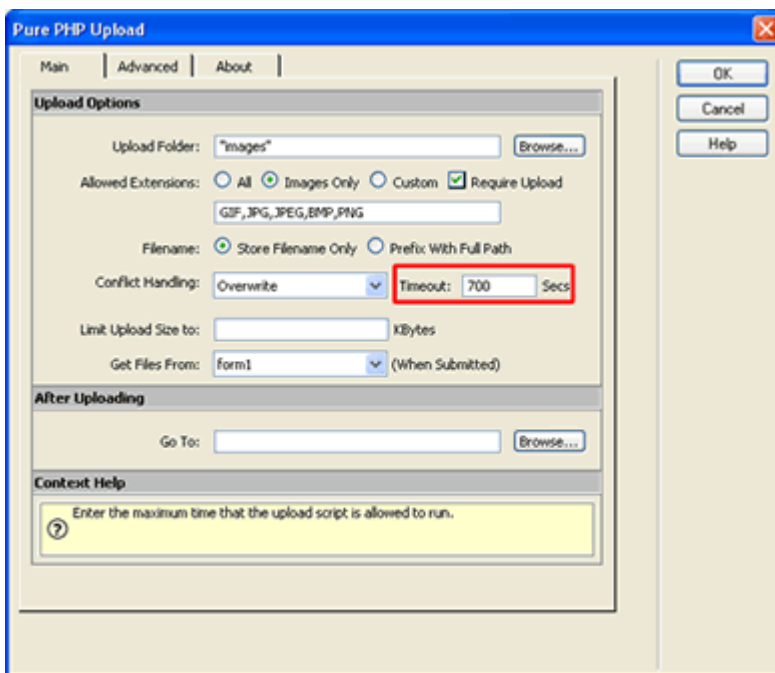 Pure PHP Upload
Main Advanced About
OK
Cancel
Help
Upload Options
Upload Folder: "images" Browse...
Allowed Extensions: All Images Only Custom Require Upload
GIF,JPG,JPEG,BMP,PNG
Filename: Store Filename Only Prefix With Full Path
Conflict Handling: Overwrite Timeout: 700 Secs
Limit Upload Size to: KBytes
Get Files From: form1 (When Submitted)
After Uploading
Go To: Browse...
Context Help
Enter the maximum time that the upload script is allowed to run.
?